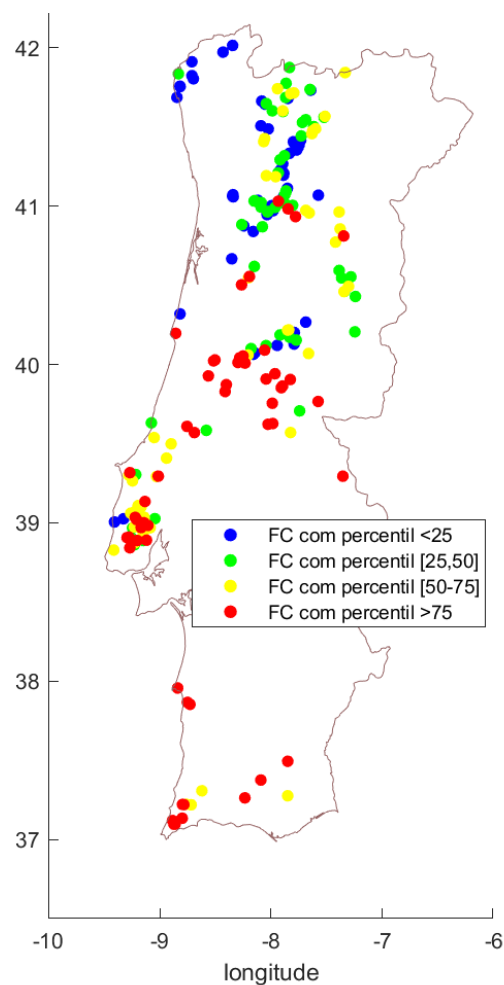 42
41
40
39
38
37
FC com percentil <25
FC com percentil [25,50]
FC com percentil [50-75]
FC com percentil >75
-10 -9 -8 -7 -6
longitude